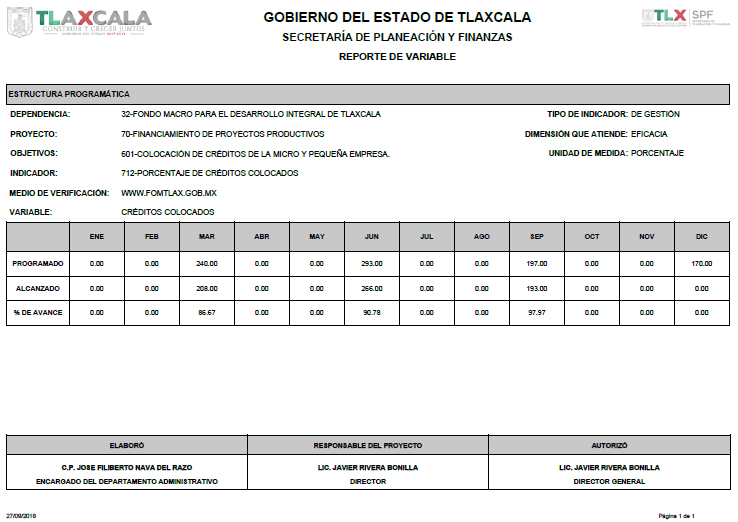 TLAXCALA
CONSTRUIR Y CRECER JUNTOS
GOBIERNO DEL ESTADO 2017-2021
GOBIERNO DEL ESTADO DE TLAXCALA
SECRETARÍA DE PLANEACIÓN Y FINANZAS
REPORTE DE VARIABLE
TLX SPF
ESTRUCTURA PROGRAMÁTICA
DEPENDENCIA: 32-FONDO MACRO PARA EL DESARROLLO INTEGRAL DE TLAXCALA TIPO DE INDICADOR: DE GESTIÓN
PROYECTO: 70-FINANCIAMIENTO DE PROYECTOS PRODUCTIVOS DIMENSIÓN QUE ATIENDE: EFICACIA
OBJETIVOS: 601-COLOCACIÓN DE CRÉDITOS DE LA MICRO Y PEQUEÑA EMPRESA. UNIDAD DE MEDIDA: PORCENTAJE
INDICADOR: 712-PORCENTAJE DE CRÉDITOS COLOCADOS
MEDIO DE VERIFICACIÓN: WWW.FOMTLAX.GOB.MX
VARIABLE: CRÉDITOS COLOCADOS
ENE FEB MAR ABR MAY JUN JUL AGO SEP OCT NOV DIC
PROGRAMADO 0.00 0.00 240.00 0.00 0.00 293.00 0.00 0.00 197.00 0.00 0.00 170.00
ALCANZADO 0.00 0.00 208.00 0.00 0.00 266.00 0.00 0.00 193.00 0.00 0.00 0.00
% DE AVANCE 0.00 0.00 86.67 0.00 0.00 90.78 0.00 0.00 97.97 0.00 0.00 0.00
ELABORÓ RESPONSABLE DEL PROYECTO AUTORIZÓ
C.P. JOSE FILIBERTO NAVA DEL RAZO LIC. JAVIER RIVERA BONILLA LIC. JAVIER RIVERA BONILLA
ENCARGADO DEL DEPARTAMENTO ADMINISTRATIVO DIRECTOR DIRECTOR GENERAL
27/09/2018 Página 1 de 1